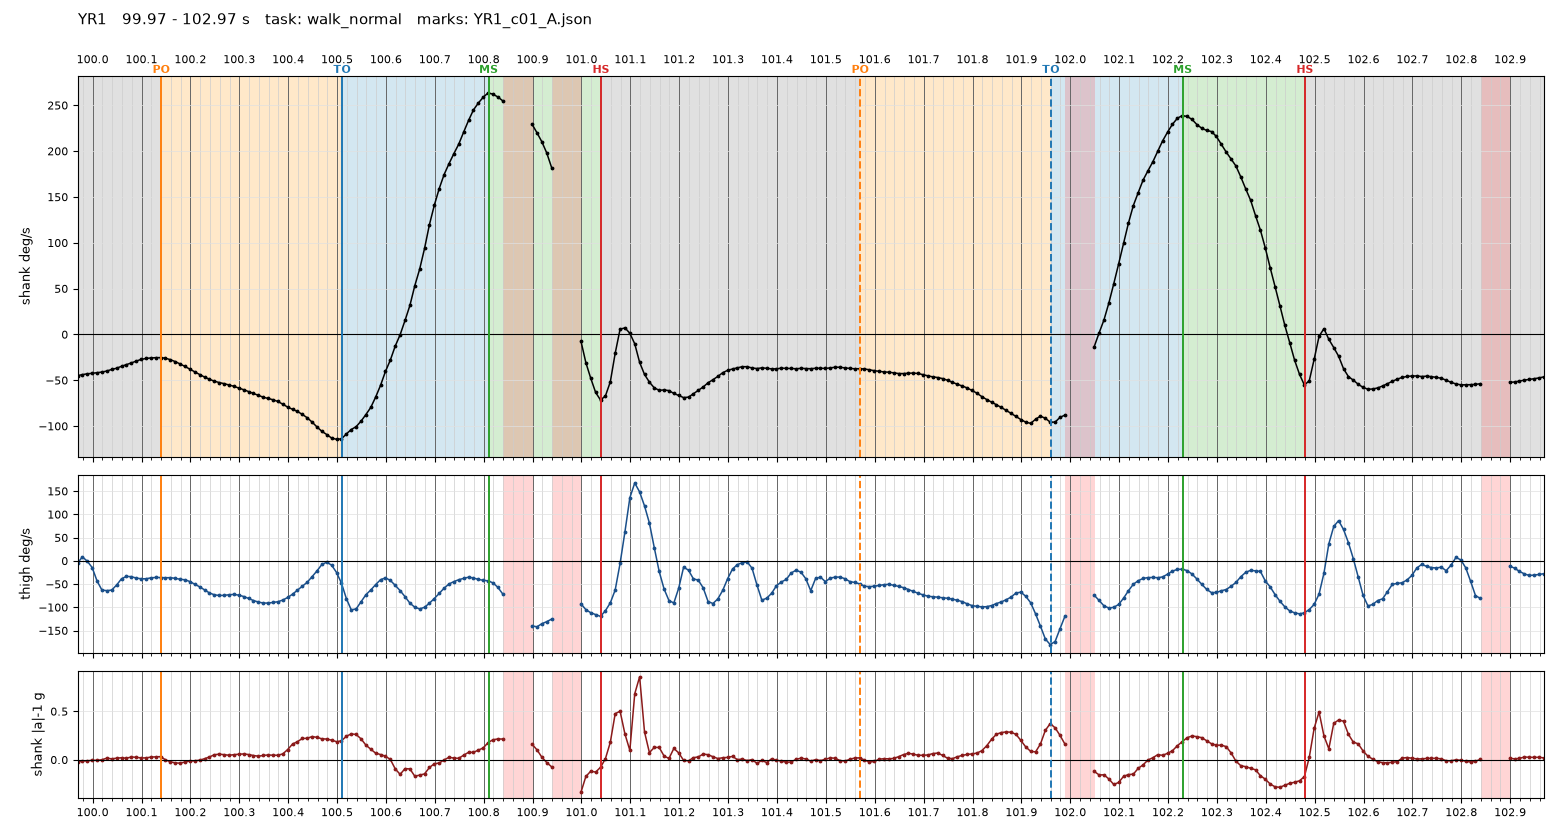 YR1   99.97 - 102.97 s   task: walk_normal   marks: YR1_c01_A.json
100.0 100.1 100.2 100.3 100.4 100.5 100.6 100.7 100.8 100.9 101.0 101.1 101.2 101.3 101.4 101.5 101.6 101.7 101.8 101.9 102.0 102.1 102.2 102.3 102.4 102.5 102.6 102.7 102.8 102.9
PO TO MS HS PO TO MS HS
shank deg/s
250
200
150
100
50
0
−50
−100
thigh deg/s
150
100
50
0
−50
−100
−150
shank |a|-1 g
0.5
0.0
100.0 100.1 100.2 100.3 100.4 100.5 100.6 100.7 100.8 100.9 101.0 101.1 101.2 101.3 101.4 101.5 101.6 101.7 101.8 101.9 102.0 102.1 102.2 102.3 102.4 102.5 102.6 102.7 102.8 102.9